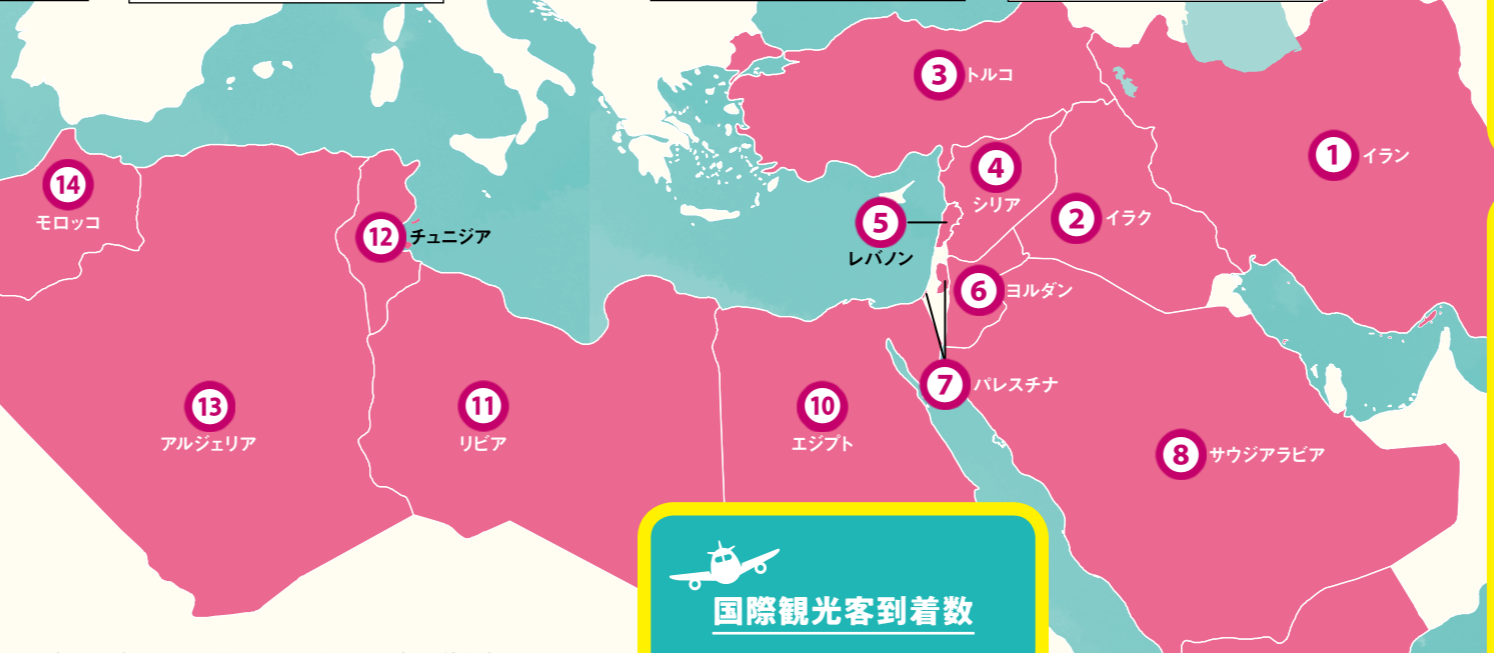 3 トルコ
1 イラン
4
シリア
14
モロッコ
2 イラク
5
レバノン
12 チュニジア
6 ヨルダン
7 パレスチナ
13
アルジェリア
11
リビア
10
エジプト
8 サウジアラビア
国際観光客到着数